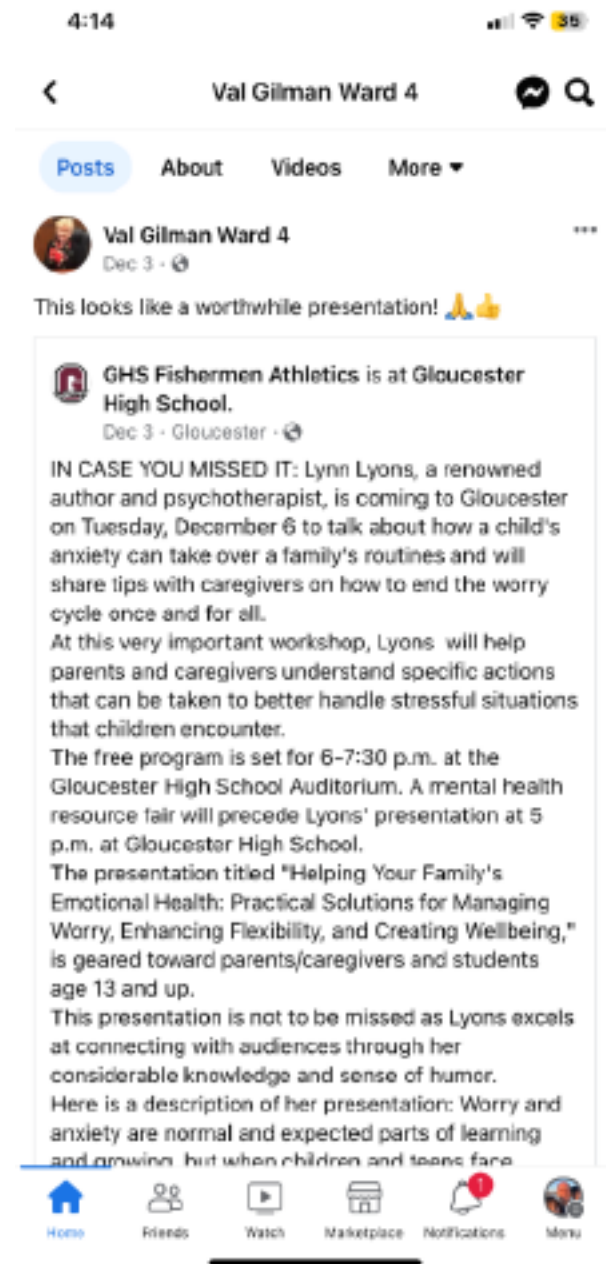 4:14
35
Val Gilman Ward 4
Posts About Videos More
Val Gilman Ward 4
Dec 3 ·
This looks like a worthwhile presentation! 🙏👍
GHS Fishermen Athletics is at Gloucester
High School.
Dec 3 · Gloucester ·
IN CASE YOU MISSED IT: Lynn Lyons, a renowned
author and psychotherapist, is coming to Gloucester
on Tuesday, December 6 to talk about how a child's
anxiety can take over a family's routines and will
share tips with caregivers on how to end the worry
cycle once and for all.
At this very important workshop, Lyons will help
parents and caregivers understand specific actions
that can be taken to better handle stressful situations
that children encounter.
The free program is set for 6-7:30 p.m. at the
Gloucester High School Auditorium. A mental health
resource fair will precede Lyons' presentation at 5
p.m. at Gloucester High School.
The presentation titled "Helping Your Family's
Emotional Health: Practical Solutions for Managing
Worry, Enhancing Flexibility, and Creating Wellbeing,"
is geared toward parents/caregivers and students
age 13 and up.
This presentation is not to be missed as Lyons excels
at connecting with audiences through her
considerable knowledge and sense of humor.
Here is a description of her presentation: Worry and
anxiety are normal and expected parts of learning
and growing, but when children and teens face
1
Home Friends Watch Marketplace Notifications Menu